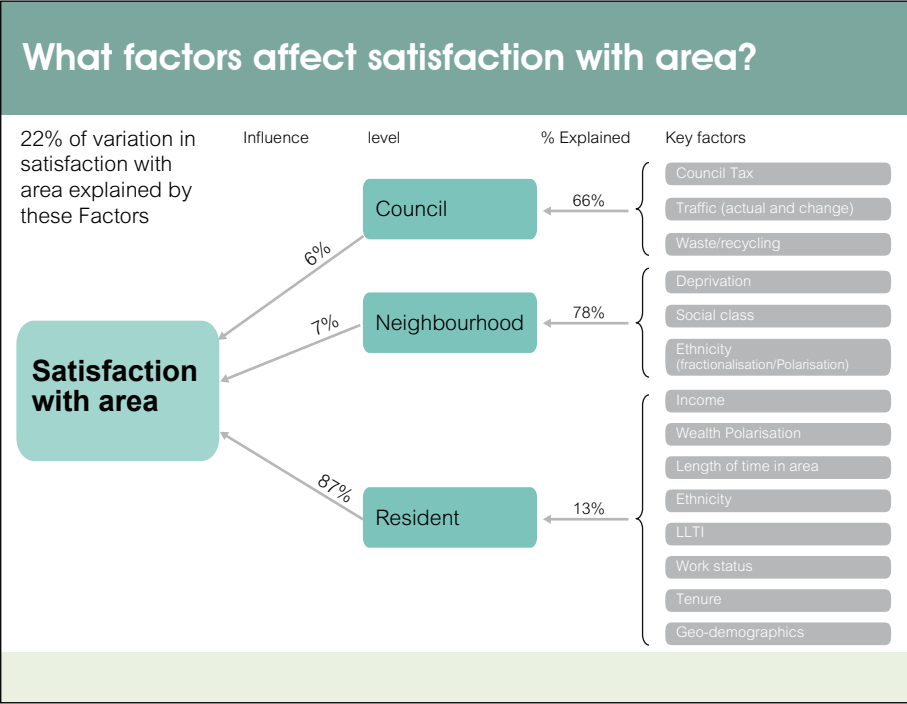 What factors affect satisfaction with area?
22% of variation in
satisfaction with
area explained by
these Factors
Influence
level
% Explained
Key factors
Council
66%
Council Tax
Traffic (actual and change)
Waste/recycling
6%
Neighbourhood
78%
Deprivation
Social class
Ethnicity
(fractionalisation/Polarisation)
7%
Satisfaction
with area
87%
Resident
13%
Income
Wealth Polarisation
Length of time in area
Ethnicity
LLTI
Work status
Tenure
Geo-demographics